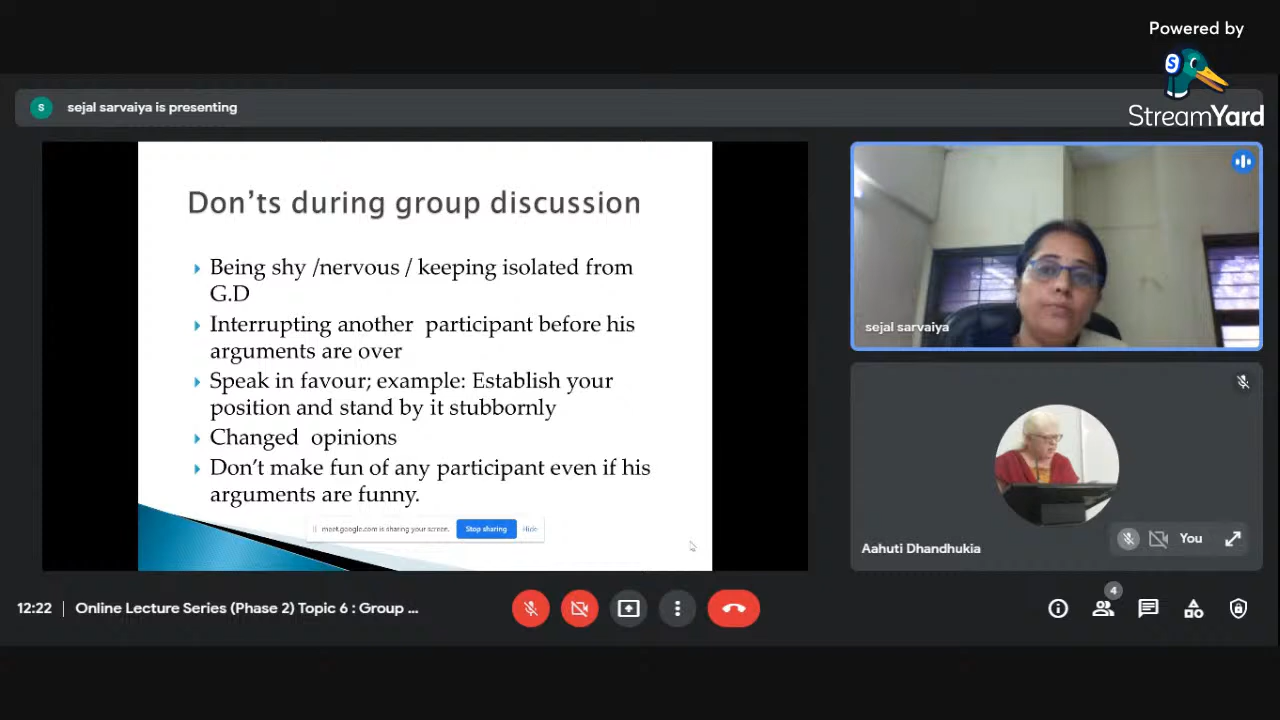 Powered by
S
StreamYard
S
sejal sarvaiya is presenting
Don'ts during group discussion
Being shy /nervous / keeping isolated from
G.D
Interrupting another participant before his
arguments are over
Speak in favour; example: Establish your
position and stand by it stubbornly
Changed opinions
Don't make fun of any participant even if his
arguments are funny.
meet.google.com is sharing your screen.
Stop sharing
Hide
sejal sarvaiya
Aahuti Dhandhukia
You
12:22
Online Lecture Series (Phase 2) Topic 6 : Group ...
4